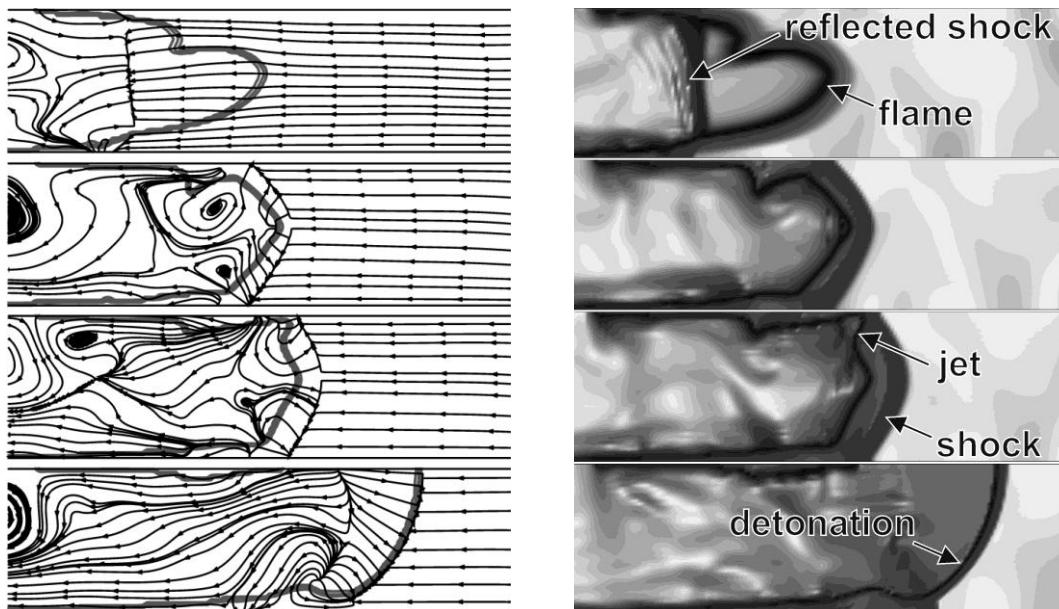 reflected shock
flame
jet
shock
detonation